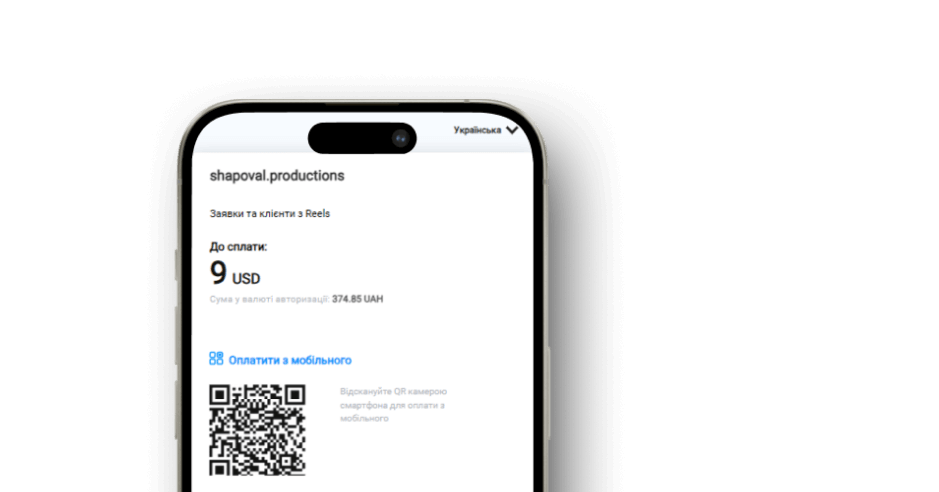 Українська
shapoval.productions
Заявки та клієнти з Reels
До сплати:
9 USD
Сума у валюті авторизації: 374.85 UAH
Оплатити з мобільного
Відскануйте QR камерою
смартфона для оплати з
мобільного